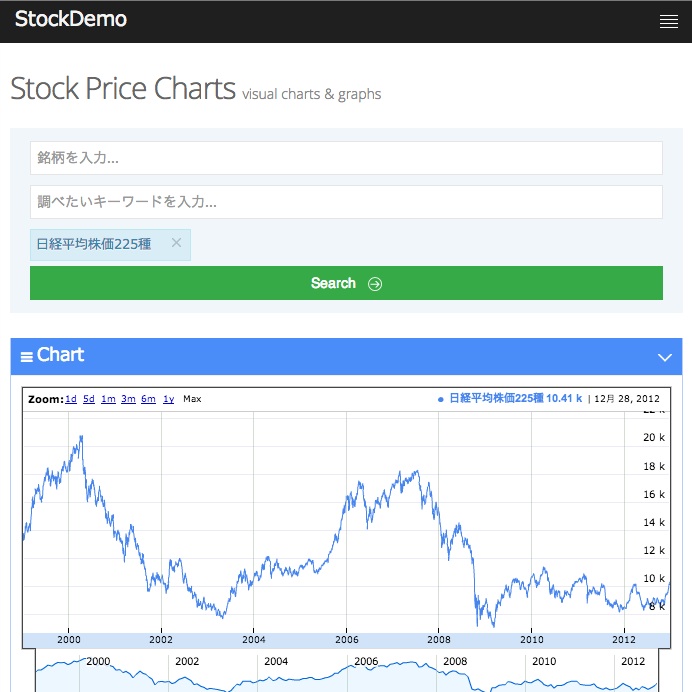 StockDemo
Stock Price Charts visual charts & graphs
銘柄を入力...
調べたいキーワードを入力...
日経平均株価225種 ×
Search
Chart
Zoom: 1d 5d 1m 3m 6m 1y Max
日経平均株価225種 10.41 k | 12月 28, 2012
22 k
20 k
18 k
16 k
14 k
12 k
10 k
8 k
2000 2002 2004 2006 2008 2010 2012
2000 2002 2004 2006 2008 2010 2012